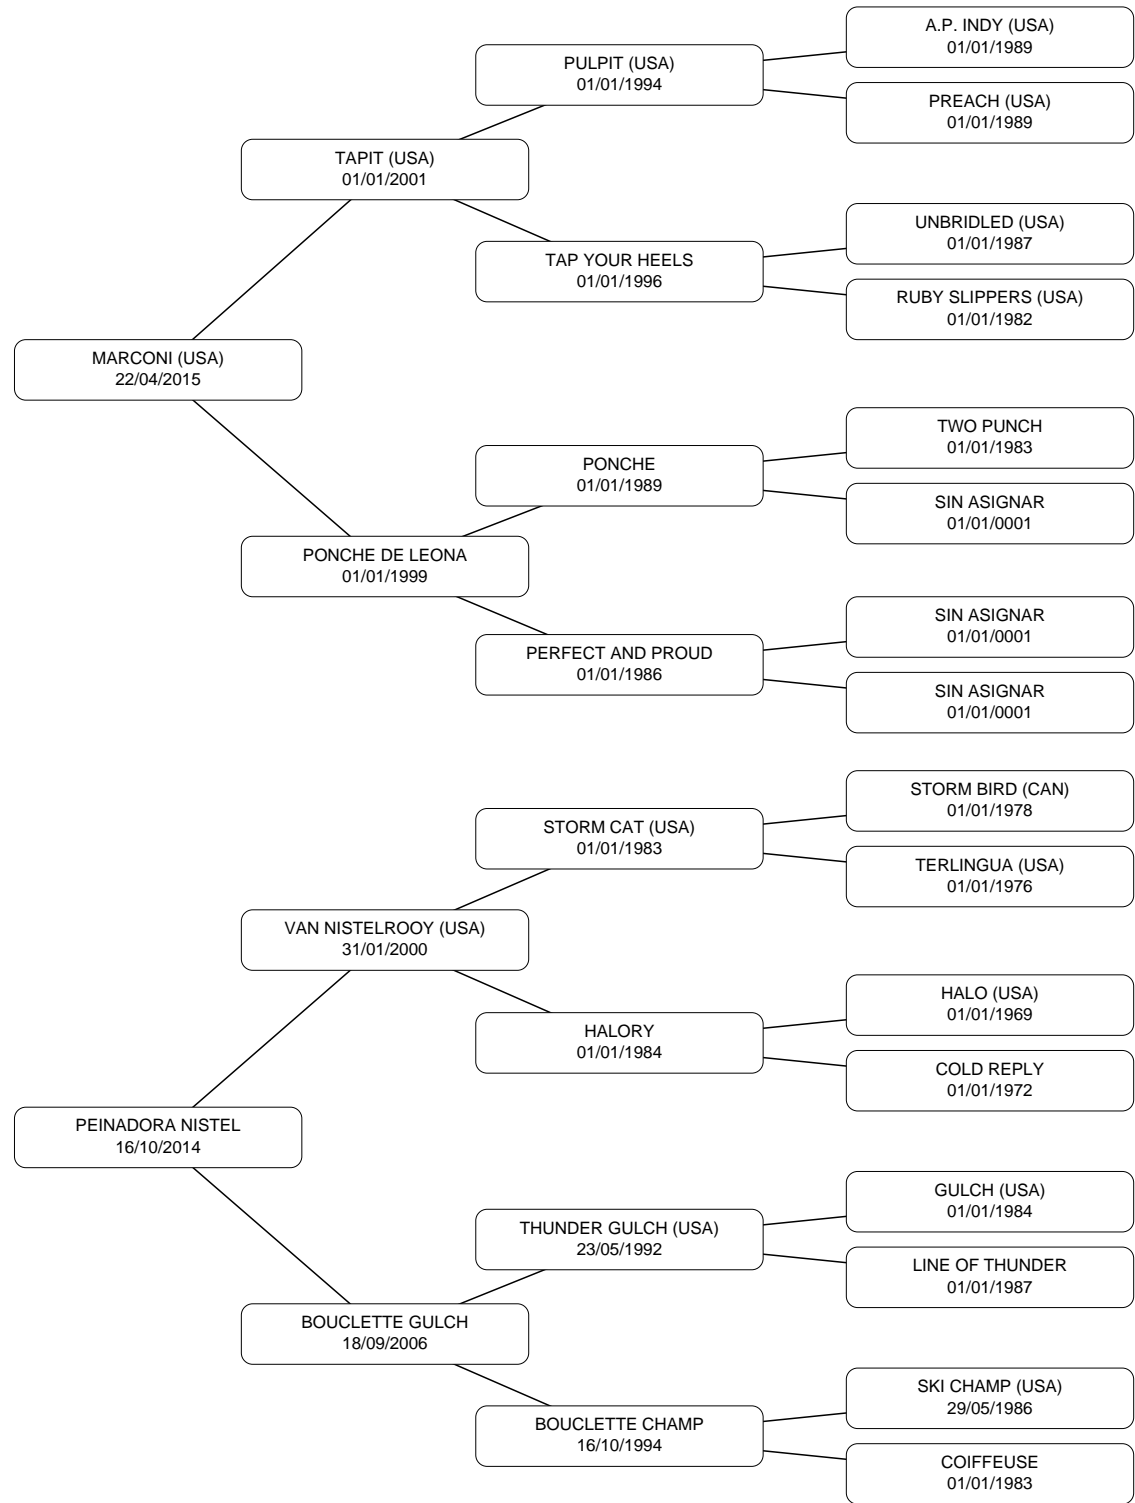 A.P. INDY (USA)
01/01/1989
PULPIT (USA)
01/01/1994
PREACH (USA)
01/01/1989
TAPIT (USA)
01/01/2001
UNBRIDLED (USA)
01/01/1987
TAP YOUR HEELS
01/01/1996
RUBY SLIPPERS (USA)
01/01/1982
MARCONI (USA)
22/04/2015
TWO PUNCH
01/01/1983
PONCHE
01/01/1989
SIN ASIGNAR
01/01/0001
PONCHE DE LEONA
01/01/1999
SIN ASIGNAR
01/01/0001
PERFECT AND PROUD
01/01/1986
SIN ASIGNAR
01/01/0001
STORM BIRD (CAN)
01/01/1978
STORM CAT (USA)
01/01/1983
TERLINGUA (USA)
01/01/1976
VAN NISTELROOY (USA)
31/01/2000
HALO (USA)
01/01/1969
HALORY
01/01/1984
COLD REPLY
01/01/1972
PEINADORA NISTEL
16/10/2014
GULCH (USA)
01/01/1984
THUNDER GULCH (USA)
23/05/1992
LINE OF THUNDER
01/01/1987
BOUCLETTE GULCH
18/09/2006
SKI CHAMP (USA)
29/05/1986
BOUCLETTE CHAMP
16/10/1994
COIFFEUSE
01/01/1983